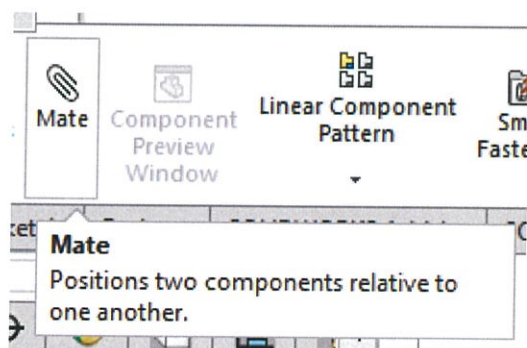 Mate
Component
Preview
Window
Linear Component
Pattern
Mate
Positions two components relative to
one another.